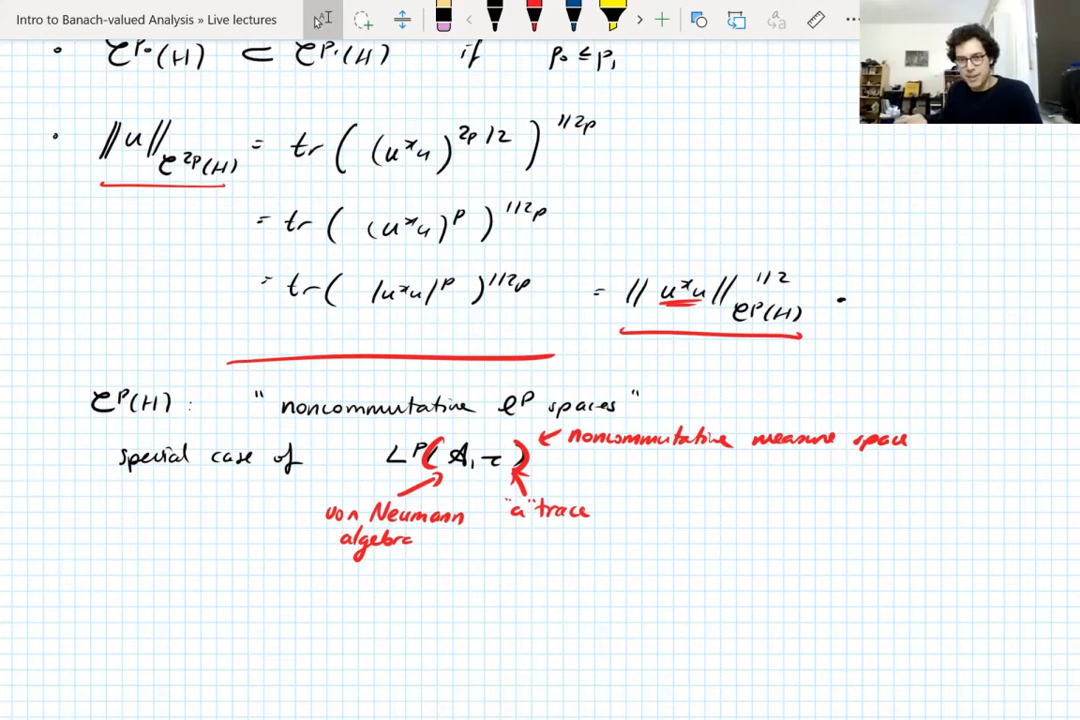 Intro to Banach-valued Analysis » Live lectures
• 𝒞^{p₀}(H) ⊂ 𝒞^{p₁}(H) if p₀ ≤ p₁
• ‖u‖_{𝒞^{2p}(H)} = tr( (u*u)^{2p/2} )^{1/2p}
= tr( (u*u)^p )^{1/2p}
= tr( |u*u|^p )^{1/2p} = ‖u*u‖^{1/2}_{𝒞^p(H)} .
𝒞^p(H) : "noncommutative ℓ^p spaces"
special case of L^p(𝒜, τ) ← noncommutative measure space
von Neumann "a" trace
algebra